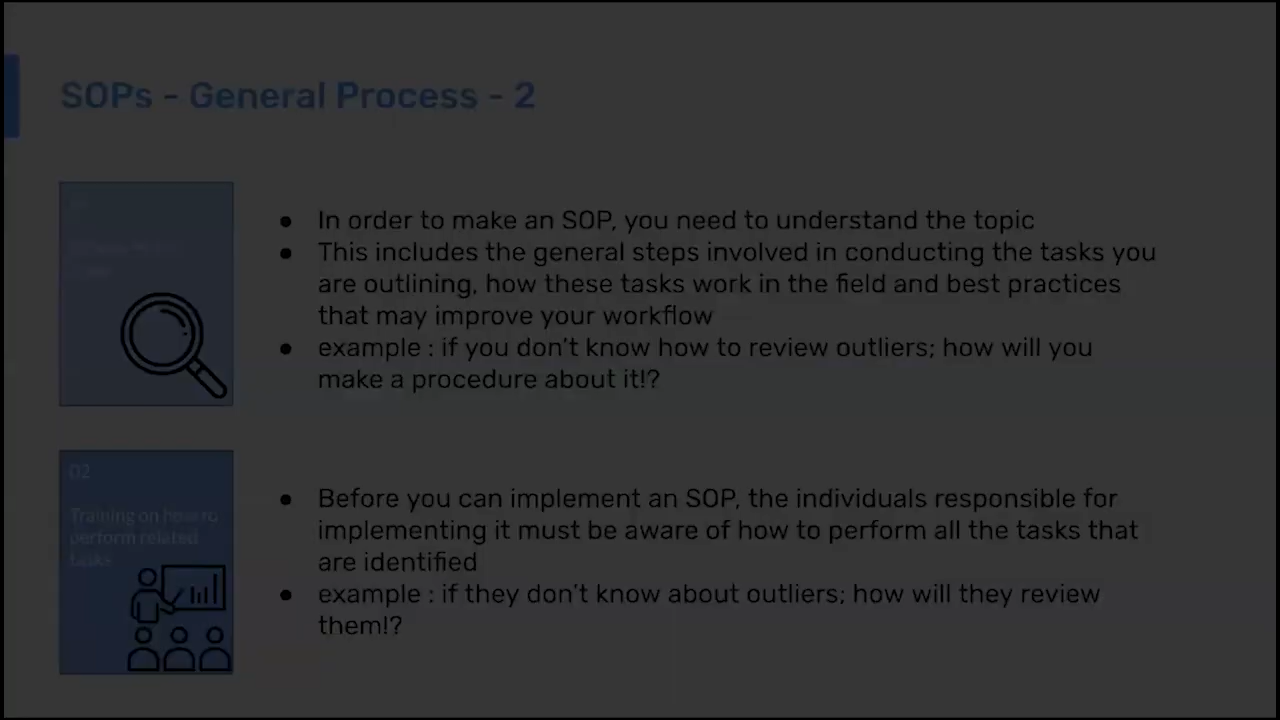 SOPs - General Process - 2
● In order to make an SOP, you need to understand the topic
● This includes the general steps involved in conducting the tasks you
are outlining, how these tasks work in the field and best practices
that may improve your workflow
● example : if you don't know how to review outliers; how will you
make a procedure about it!?
02
Training on how to
perform related
tasks
● Before you can implement an SOP, the individuals responsible for
implementing it must be aware of how to perform all the tasks that
are identified
● example : if they don't know about outliers; how will they review
them!?